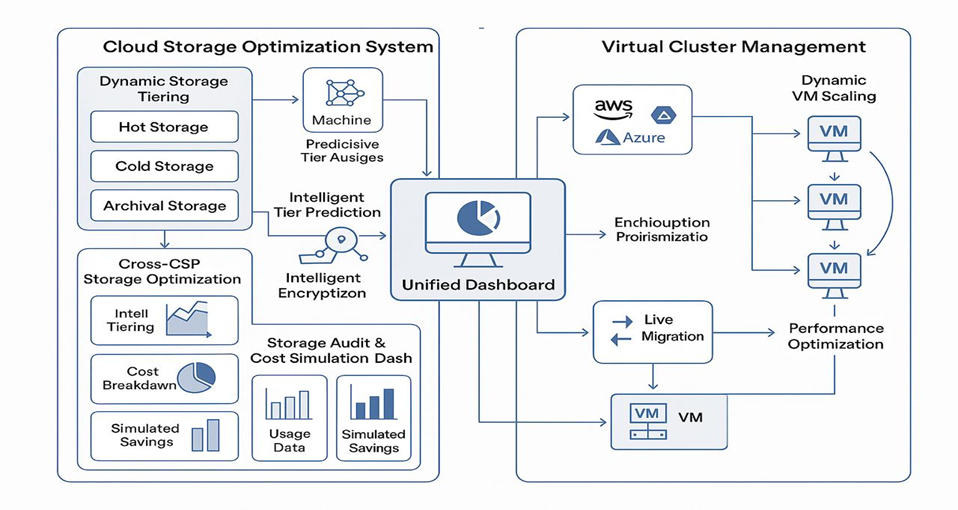 Cloud Storage Optimization System
Dynamic Storage
Tiering
Hot Storage
Cold Storage
Archival Storage
Machine
Predicisive
Tier Ausiges
Intelligent
Tier Prediction
Intelligent
Encryptizon
Cross-CSP
Storage Optimization
Intell
Tiering
Cost
Breakdawn
Simulated
Savings
Storage Audit &
Cost Simulation Dash
Usage
Data
Simulated
Savings
Unified Dashboard
Virtual Cluster Management
aws
Azure
Dynamic
VM Scaling
VM
VM
VM
Enchiouption
Proirismizatio
Live
Migration
Performance
Optimization
VM
VM